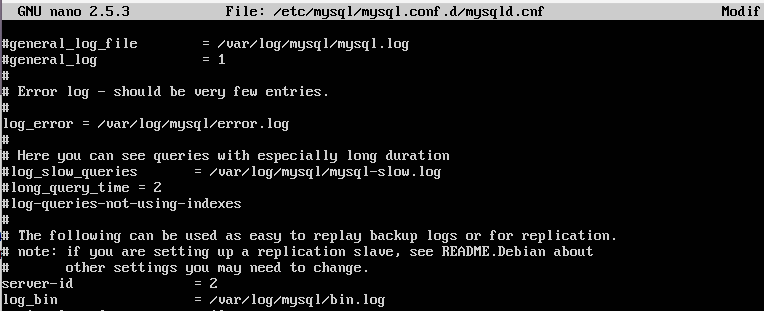 GNU nano 2.5.3 File: /etc/mysql/mysql.conf.d/mysqld.cnf Modif
#general_log_file = /var/log/mysql/mysql.log
#general_log = 1
#
# Error log - should be very few entries.
#
log_error = /var/log/mysql/error.log
#
# Here you can see queries with especially long duration
#log_slow_queries = /var/log/mysql/mysql-slow.log
#long_query_time = 2
#log-queries-not-using-indexes
#
# The following can be used as easy to replay backup logs or for replication.
# note: if you are setting up a replication slave, see README.Debian about
# other settings you may need to change.
server-id = 2
log_bin = /var/log/mysql/bin.log